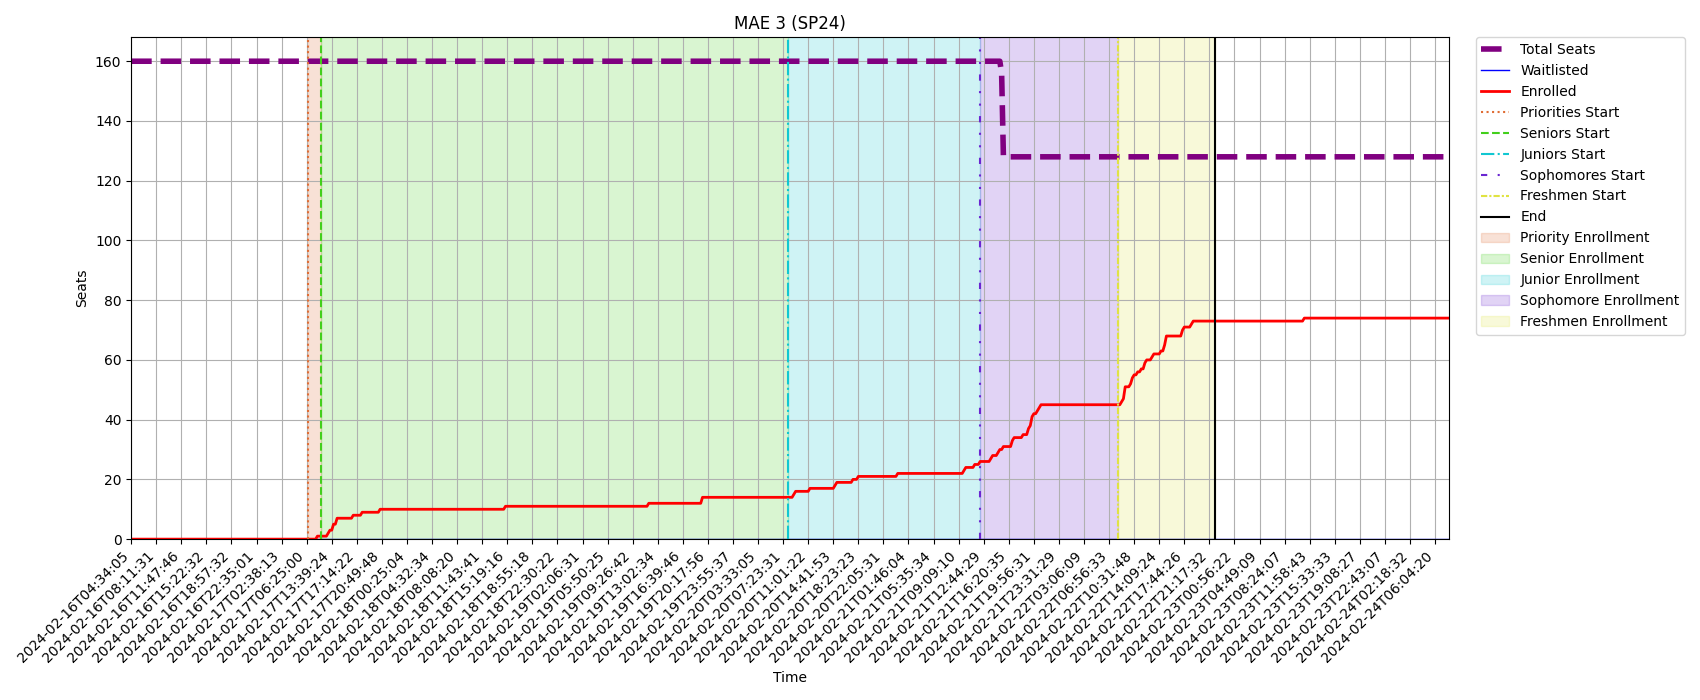 MAE 3 (SP24)
Total Seats
Waitlisted
Enrolled
Priorities Start
Seniors Start
Juniors Start
Sophomores Start
Freshmen Start
End
Priority Enrollment
Senior Enrollment
Junior Enrollment
Sophomore Enrollment
Freshmen Enrollment
Seats
160
140
120
100
80
60
40
20
0
2024-02-16T04:34:05
2024-02-16T08:11:31
2024-02-16T11:47:46
2024-02-16T15:22:32
2024-02-16T18:57:32
2024-02-16T22:35:01
2024-02-17T02:38:13
2024-02-17T06:25:00
2024-02-17T13:39:24
2024-02-17T17:14:22
2024-02-17T20:49:48
2024-02-18T00:25:04
2024-02-18T04:32:34
2024-02-18T08:08:20
2024-02-18T11:43:41
2024-02-18T15:19:16
2024-02-18T18:55:18
2024-02-18T22:30:22
2024-02-19T02:06:31
2024-02-19T05:50:25
2024-02-19T09:26:42
2024-02-19T13:02:34
2024-02-19T16:39:46
2024-02-19T20:17:56
2024-02-19T23:55:37
2024-02-20T03:33:05
2024-02-20T07:23:31
2024-02-20T11:01:22
2024-02-20T14:41:53
2024-02-20T18:23:23
2024-02-20T22:05:31
2024-02-21T01:46:04
2024-02-21T05:35:34
2024-02-21T09:09:10
2024-02-21T12:44:29
2024-02-21T16:20:35
2024-02-21T19:56:31
2024-02-21T23:31:29
2024-02-22T03:06:09
2024-02-22T06:56:33
2024-02-22T10:31:48
2024-02-22T14:09:24
2024-02-22T17:44:26
2024-02-22T21:17:32
2024-02-23T00:56:22
2024-02-23T04:49:09
2024-02-23T08:24:07
2024-02-23T11:58:43
2024-02-23T15:33:33
2024-02-23T19:08:27
2024-02-23T22:43:07
2024-02-24T02:18:32
2024-02-24T06:04:20
Time